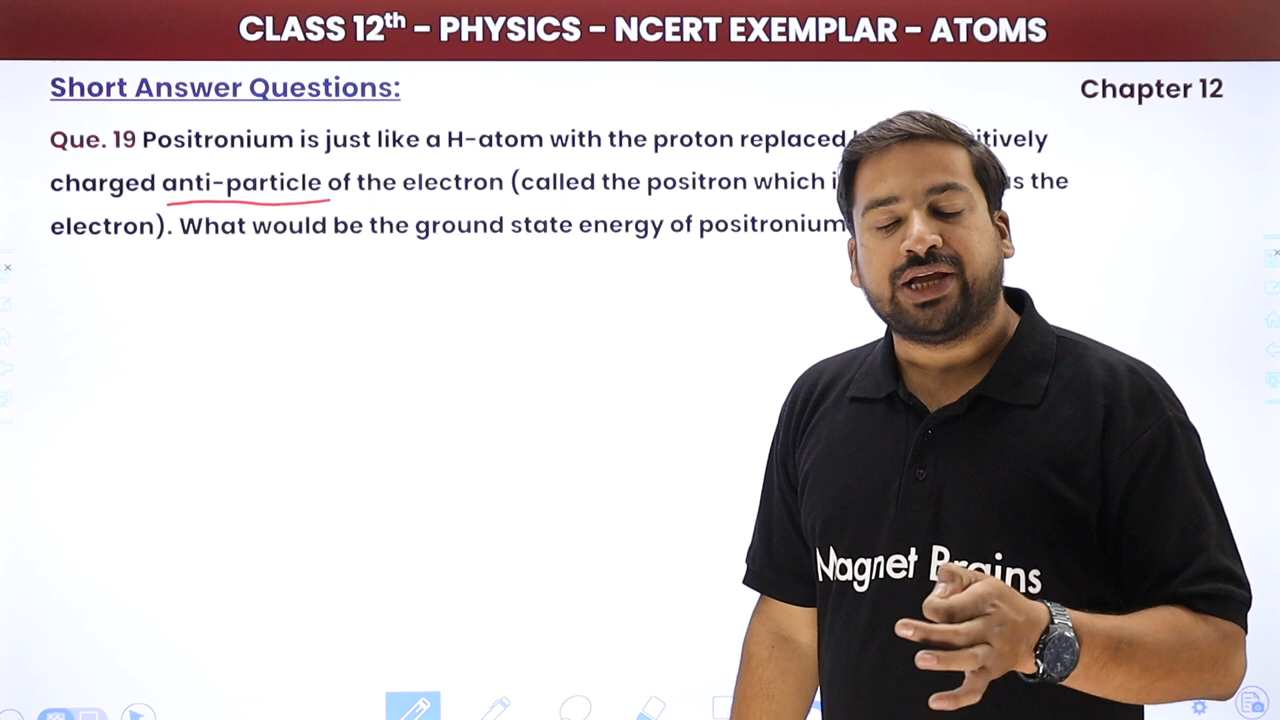 CLASS 12th – PHYSICS – NCERT EXEMPLAR – ATOMS
Short Answer Questions:
Chapter 12
Que. 19 Positronium is just like a H-atom with the proton replaced
charged anti-particle of the electron (called the positron which the
electron). What would be the ground state energy of positronium
Magnet Brains